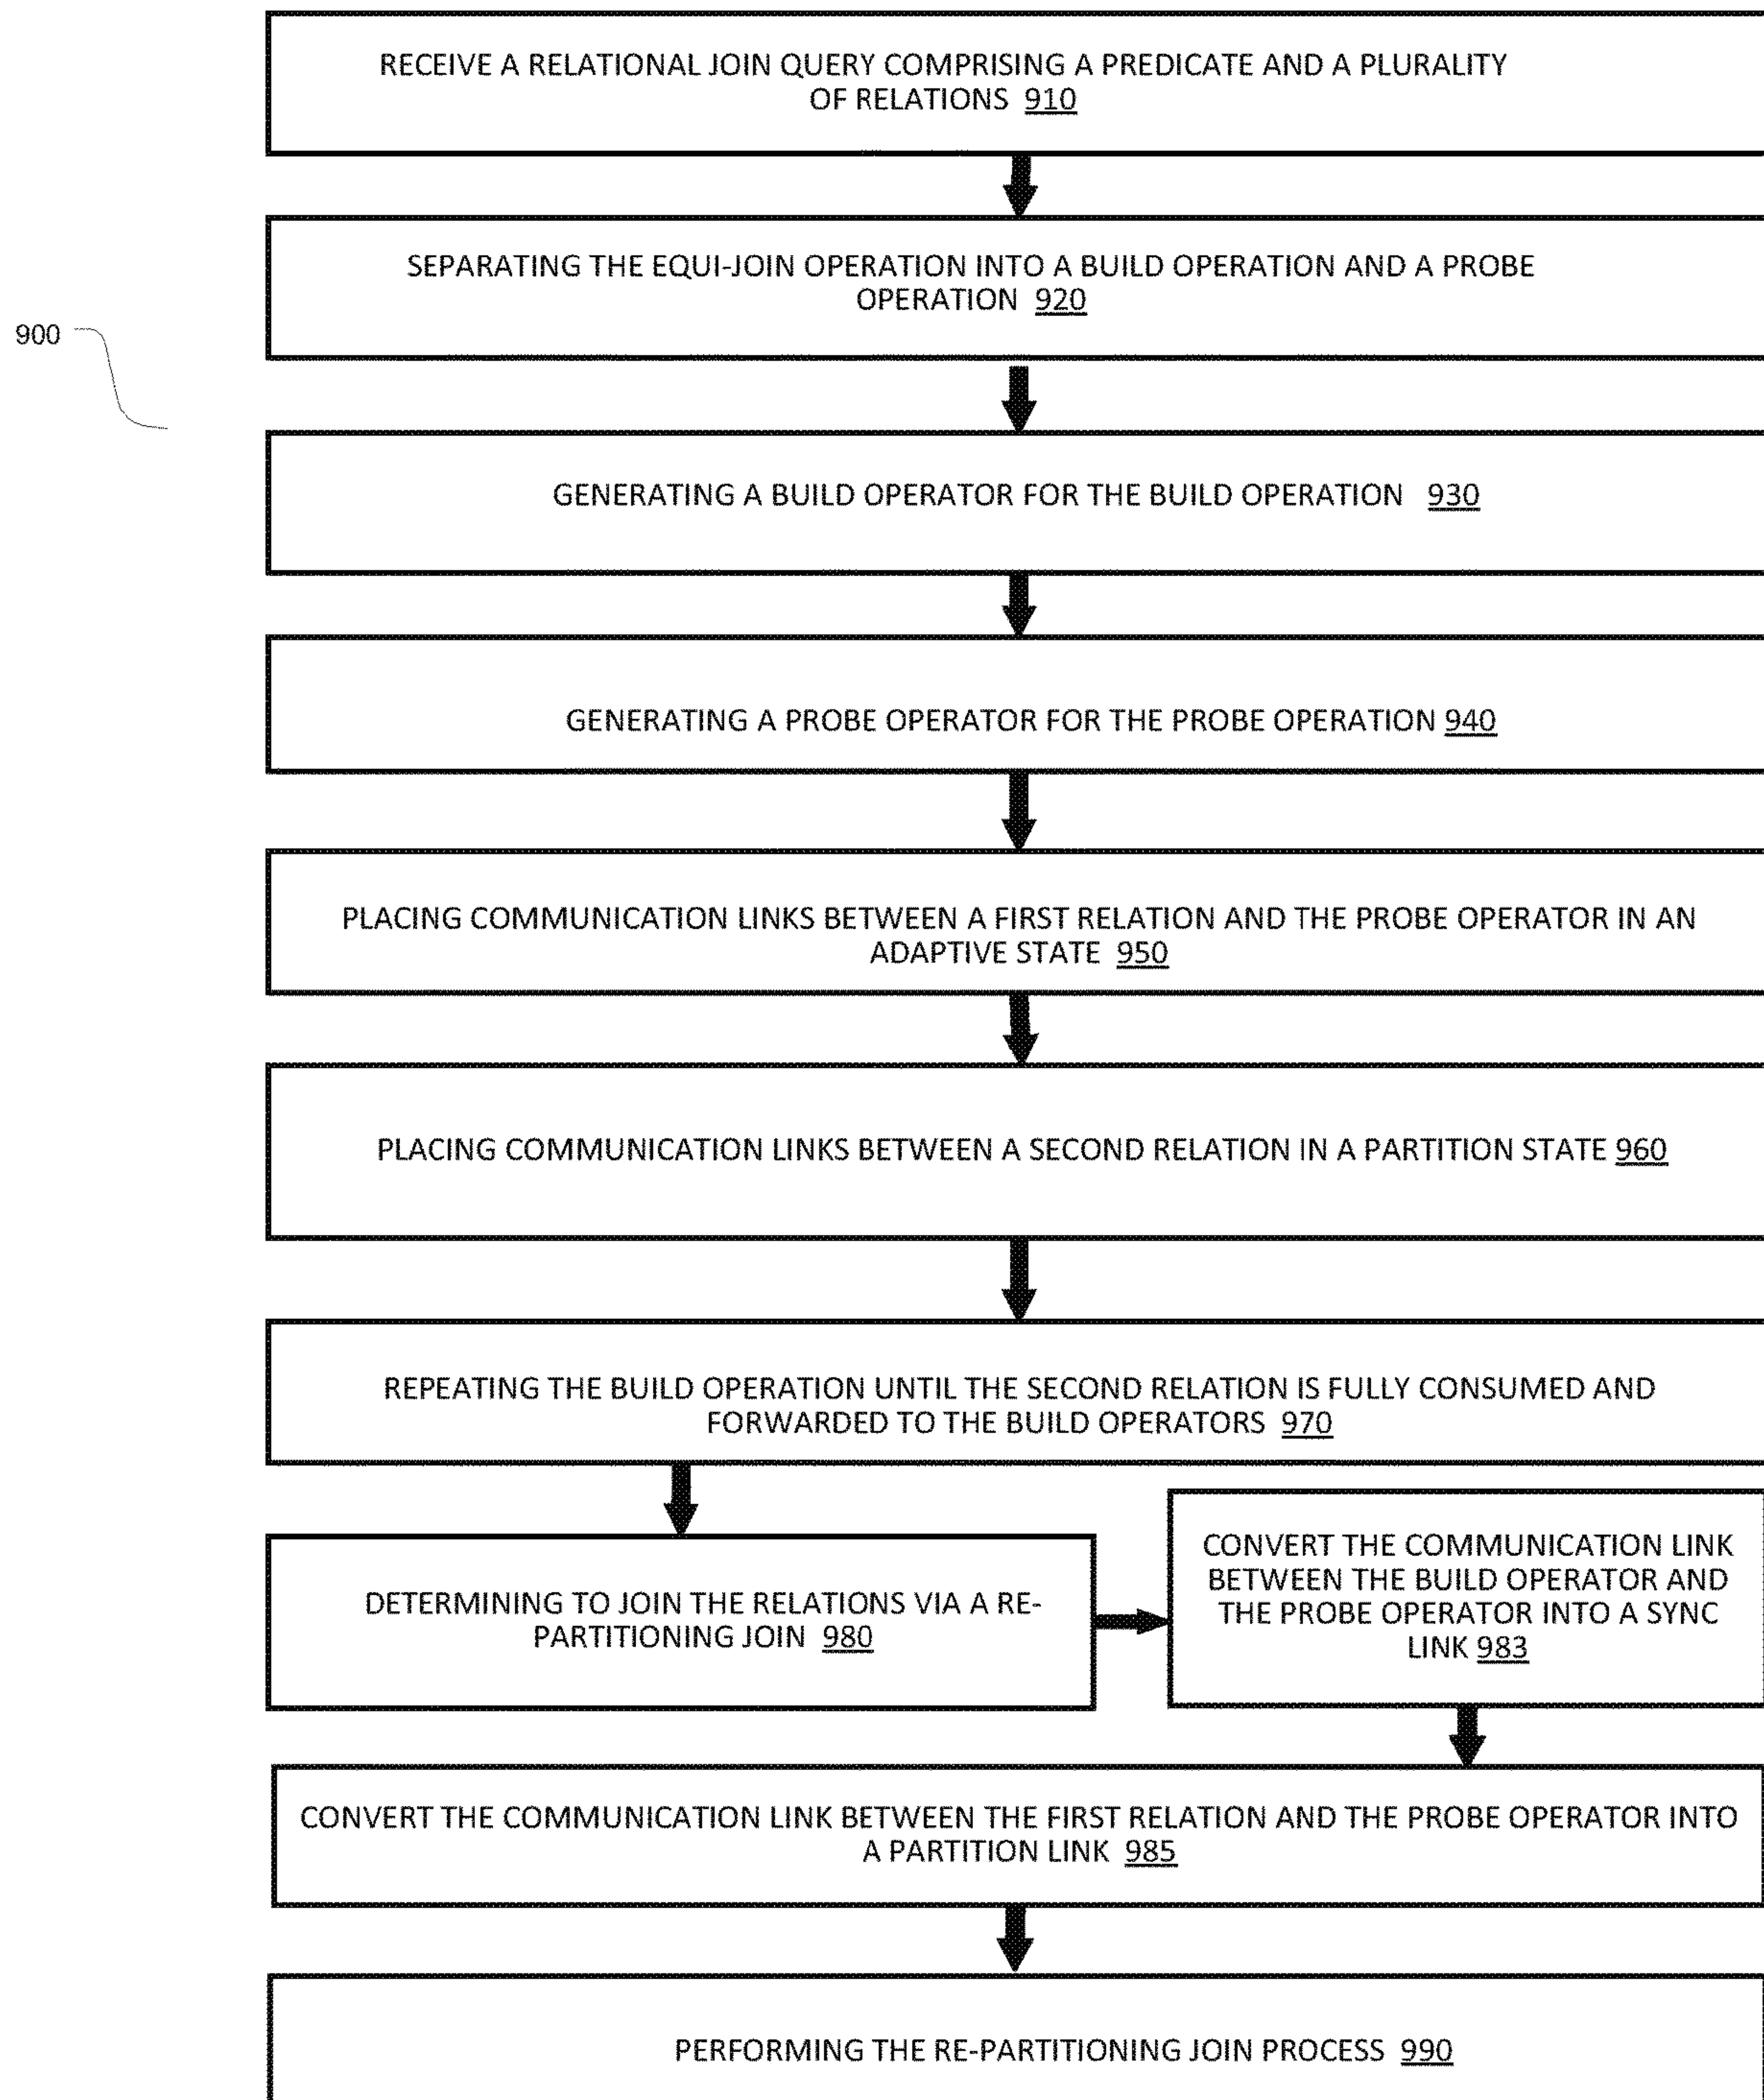 RECEIVE A RELATIONAL JOIN QUERY COMPRISING A PREDICATE AND A PLURALITY
OF RELATIONS 910
SEPARATING THE EQUI-JOIN OPERATION INTO A BUILD OPERATION AND A PROBE
OPERATION 920
900
GENERATING A BUILD OPERATOR FOR THE BUILD OPERATION 930
GENERATING A PROBE OPERATOR FOR THE PROBE OPERATION 940
PLACING COMMUNICATION LINKS BETWEEN A FIRST RELATION AND THE PROBE OPERATOR IN AN
ADAPTIVE STATE 950
PLACING COMMUNICATION LINKS BETWEEN A SECOND RELATION IN A PARTITION STATE 960
REPEATING THE BUILD OPERATION UNTIL THE SECOND RELATION IS FULLY CONSUMED AND
FORWARDED TO THE BUILD OPERATORS 970
DETERMINING TO JOIN THE RELATIONS VIA A RE-
PARTITIONING JOIN 980
CONVERT THE COMMUNICATION LINK
BETWEEN THE BUILD OPERATOR AND
THE PROBE OPERATOR INTO A SYNC
LINK 983
CONVERT THE COMMUNICATION LINK BETWEEN THE FIRST RELATION AND THE PROBE OPERATOR INTO
A PARTITION LINK 985
PERFORMING THE RE-PARTITIONING JOIN PROCESS 990